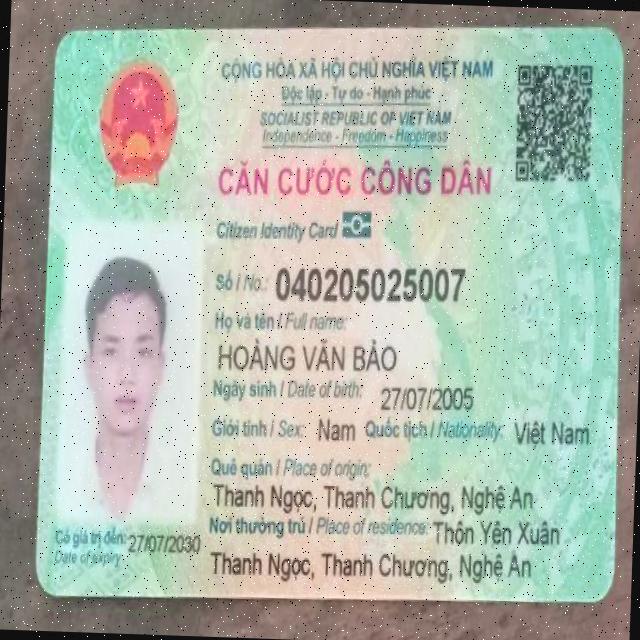 CỘNG HÒA XÃ HỘI CHỦ NGHĨA VIỆT NAM
Độc lập - Tự do - Hạnh phúc
SOCIALIST REPUBLIC OF VIET NAM
Independence - Freedom - Happiness
CĂN CƯỚC CÔNG DÂN
Citizen Identity Card
Số / No.: 040205025007
Họ và tên / Full name:
HOÀNG VĂN BẢO
Ngày sinh / Date of birth: 27/07/2005
Giới tính / Sex: Nam Quốc tịch / Nationality: Việt Nam
Quê quán / Place of origin:
Thanh Ngọc, Thanh Chương, Nghệ An
Nơi thường trú / Place of residence: Thôn Yên Xuân
Thanh Ngọc, Thanh Chương, Nghệ An
Có giá trị đến: 27/07/2030
Date of expiry